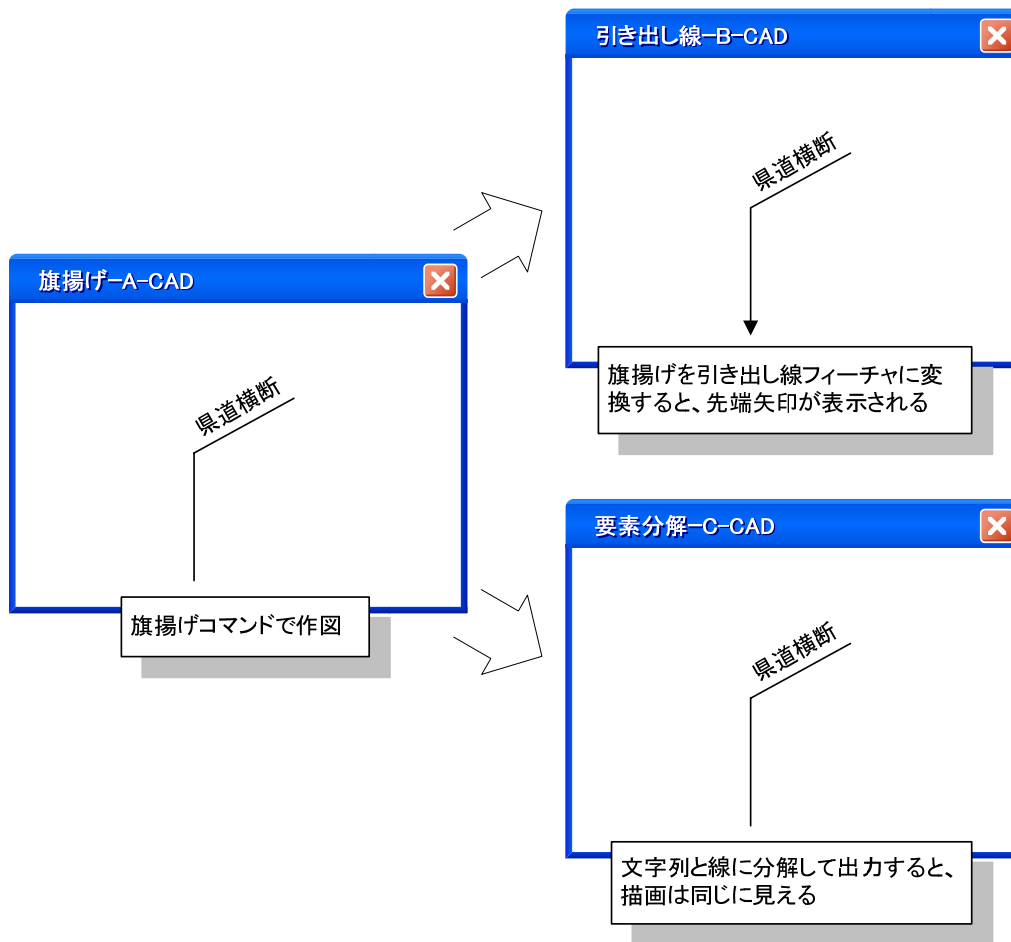 引き出し線-B-CAD
県道横断
旗揚げを引き出し線フィーチャに変
換すると、先端矢印が表示される
旗揚げ-A-CAD
県道横断
旗揚げコマンドで作図
要素分解-C-CAD
県道横断
文字列と線に分解して出力すると、
描画は同じに見える